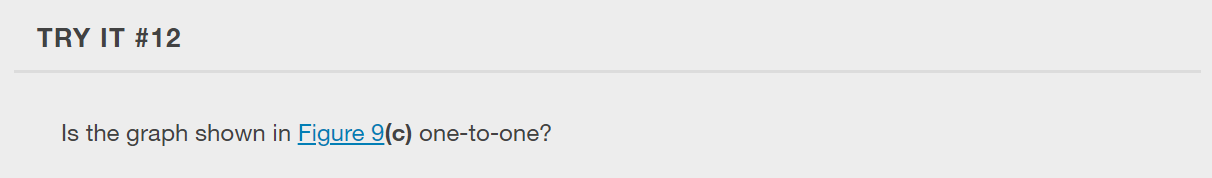 TRY IT #12
Is the graph shown in Figure 9(c) one-to-one?